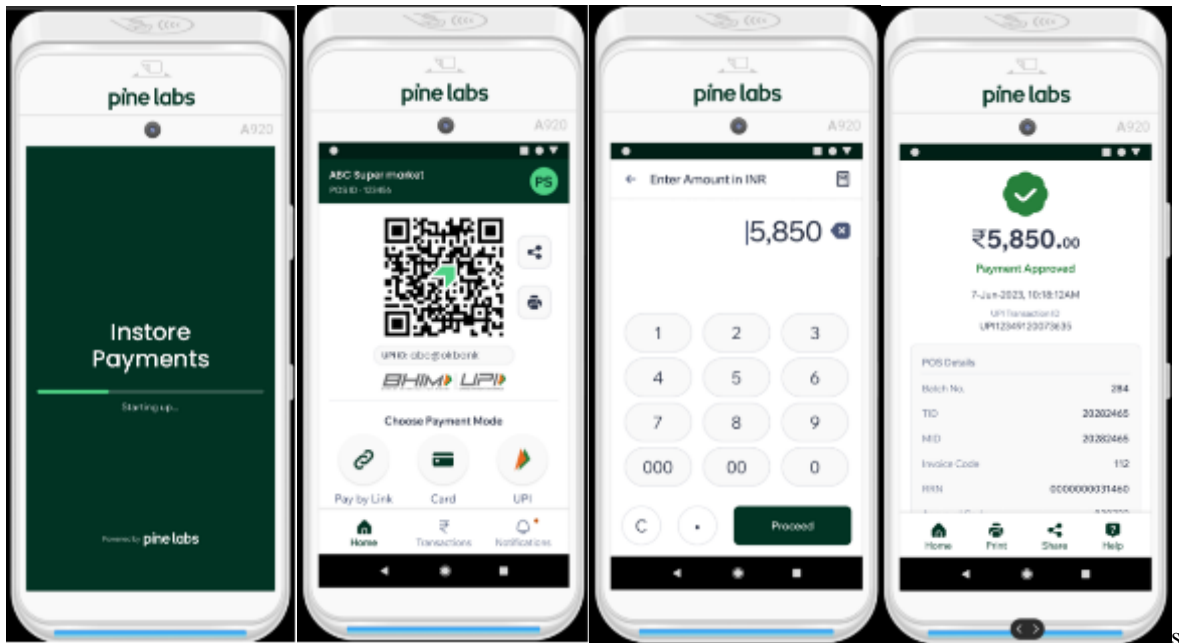 pine labs
A920
Instore
Payments
Starting up...
Powered by pine labs
pine labs
A920
ABC Super market
POS ID - 123456
PS
UPI ID: abc@okbank
BHIM UPI
Choose Payment Mode
Pay by Link
Card
UPI
Home
Transactions
Notifications
pine labs
A920
Enter Amount in INR
5,850
1 2 3
4 5 6
7 8 9
000 00 0
C . Proceed
pine labs
A920
₹5,850.00
Payment Approved
7-Jun-2023, 10:18:12AM
UPI Transaction ID
UPI12349120073635
POS Details
Batch No. 284
TID 20282465
MID 20282465
Invoice Code 112
RRN 0000000031460
Home
Print
Share
Help
s